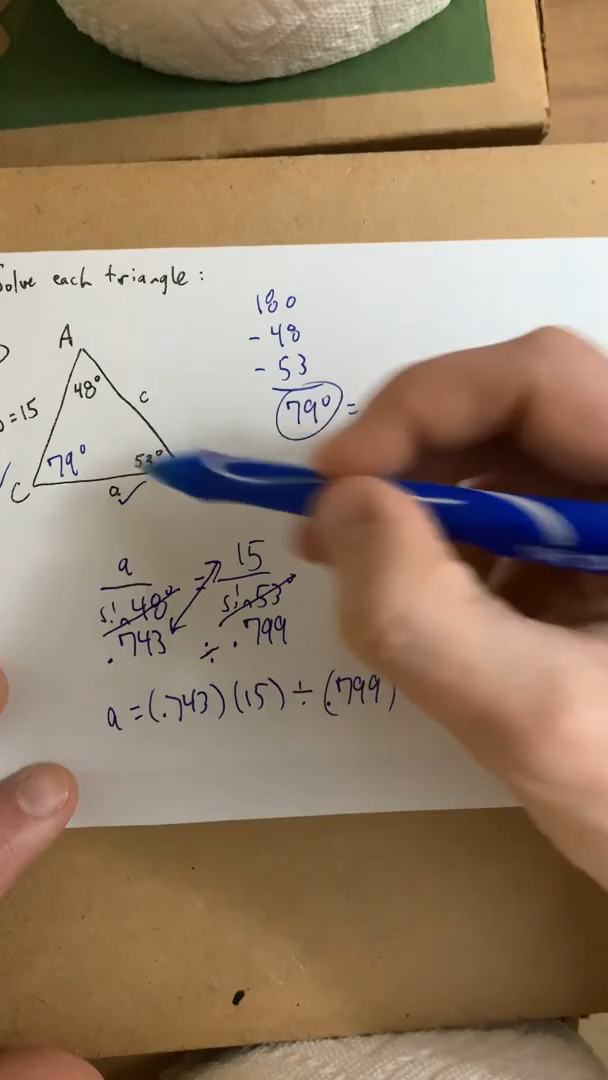 Solve each triangle:
180
- 48
- 53
79° =
A
48°
c
b=15
79°
53°
C
a ✓
a/sin 48° = 15/sin 53°
.743 ÷ .799
a = (.743)(15) ÷ (.799)